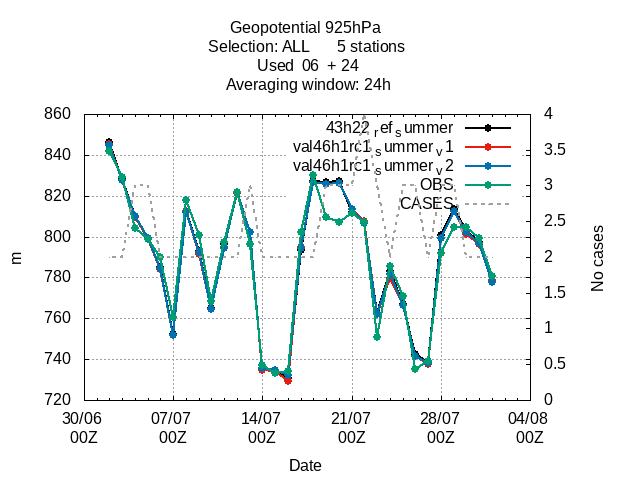 Geopotential 925hPa
Selection: ALL      5 stations
Used  06  + 24
Averaging window: 24h
43h22_ref_summer
val46h1rc1_summer_v1
val46h1rc1_summer_v2
OBS
CASES
860
840
820
800
780
760
740
720
m
4
3.5
3
2.5
2
1.5
1
0.5
0
No cases
30/06 07/07 14/07 21/07 28/07 04/08
00Z 00Z 00Z 00Z 00Z 00Z
Date